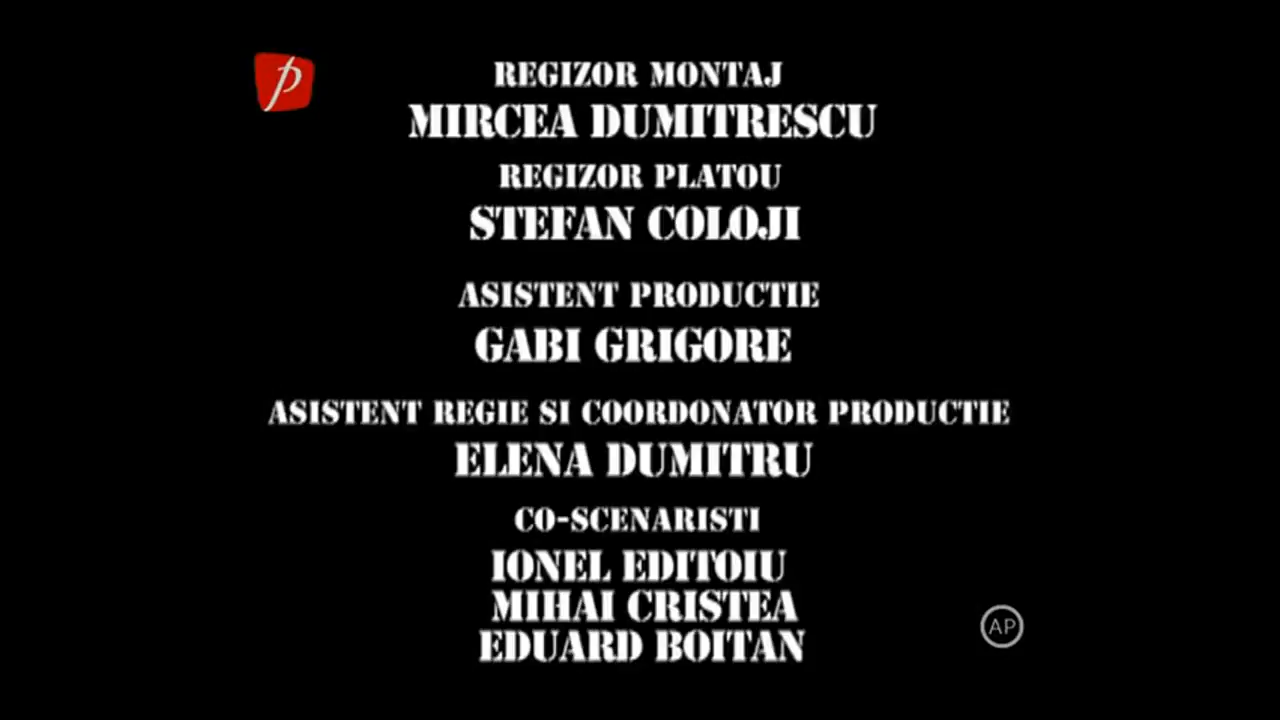 p
REGIZOR MONTAJ
MIRCEA DUMITRESCU
REGIZOR PLATOU
STEFAN COLOJI
ASISTENT PRODUCTIE
GABI GRIGORE
ASISTENT REGIE SI COORDONATOR PRODUCTIE
ELENA DUMITRU
CO-SCENARISTI
IONEL EDITOIU
MIHAI CRISTEA
EDUARD BOITAN
AP